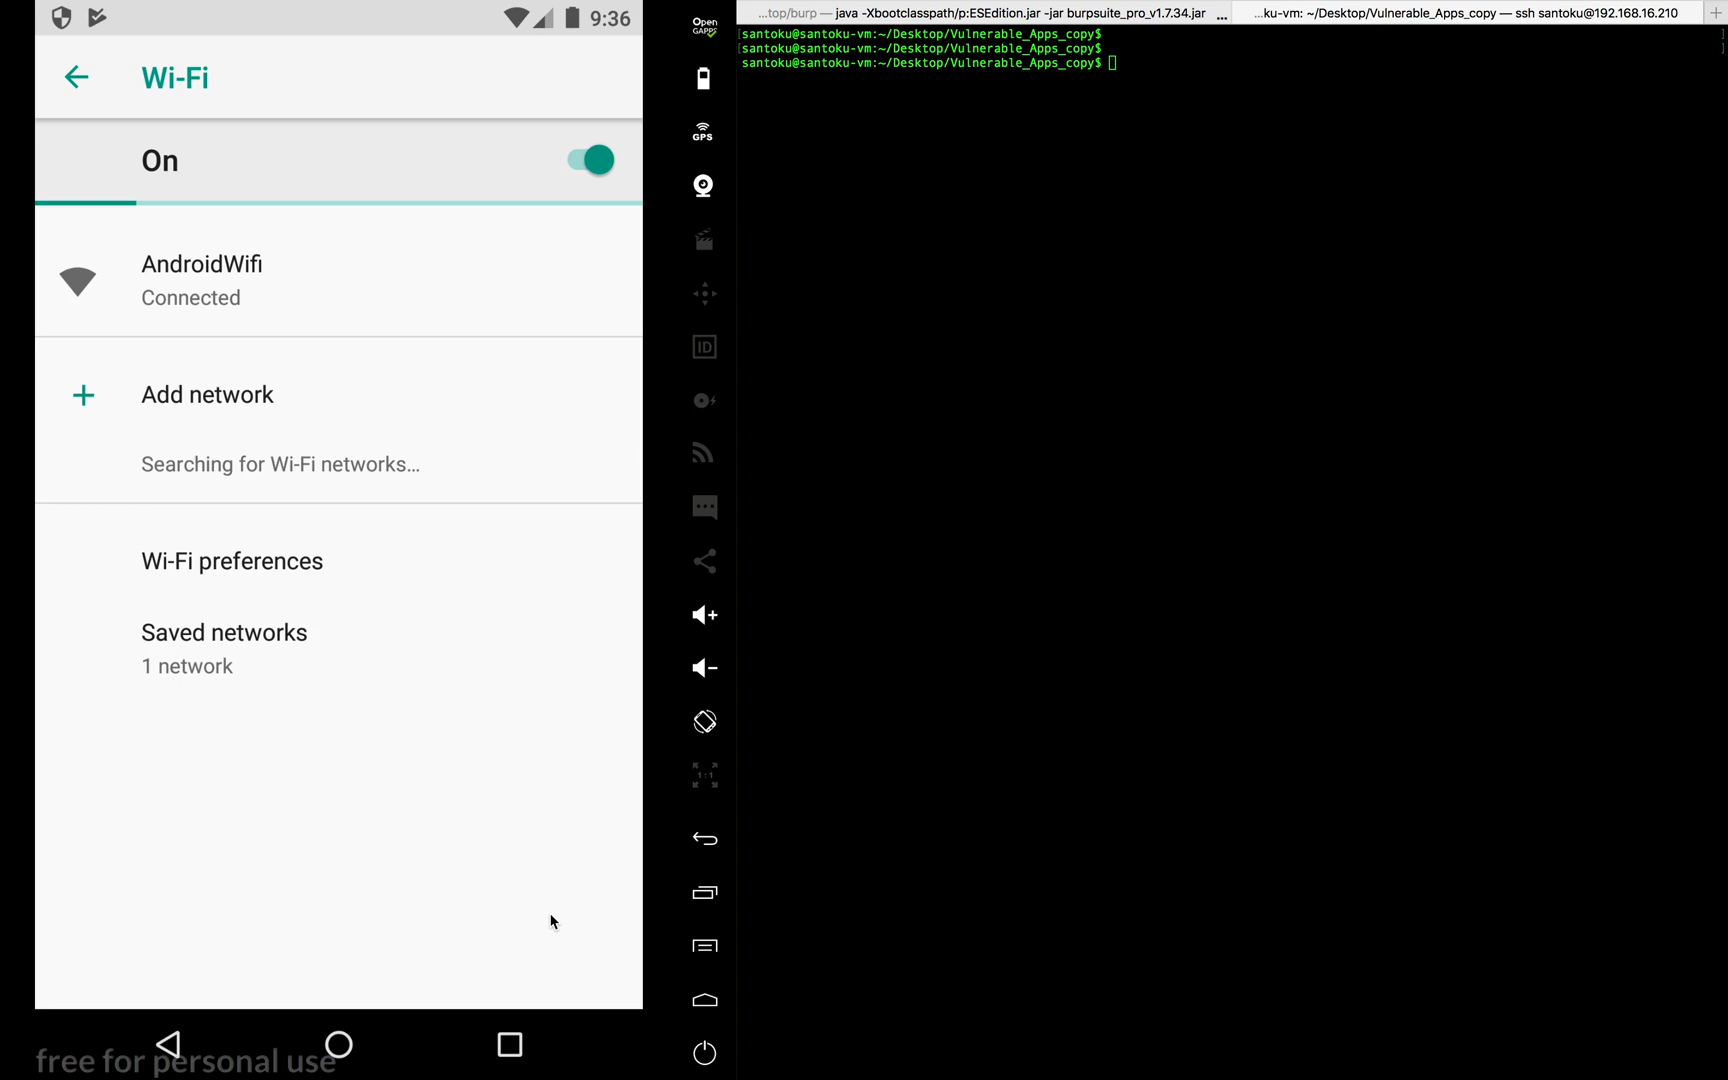 9:36
Wi-Fi
On
AndroidWifi
Connected
Add network
Searching for Wi-Fi networks…
Wi-Fi preferences
Saved networks
1 network
free for personal use
Open
GAPPS
GPS
ID
1:1
...top/burp — java -Xbootclasspath/p:ESEdition.jar -jar burpsuite_pro_v1.7.34.jar ...
...ku-vm: ~/Desktop/Vulnerable_Apps_copy — ssh santoku@192.168.16.210 +
[santoku@santoku-vm:~/Desktop/Vulnerable_Apps_copy$ ]
[santoku@santoku-vm:~/Desktop/Vulnerable_Apps_copy$ ]
santoku@santoku-vm:~/Desktop/Vulnerable_Apps_copy$